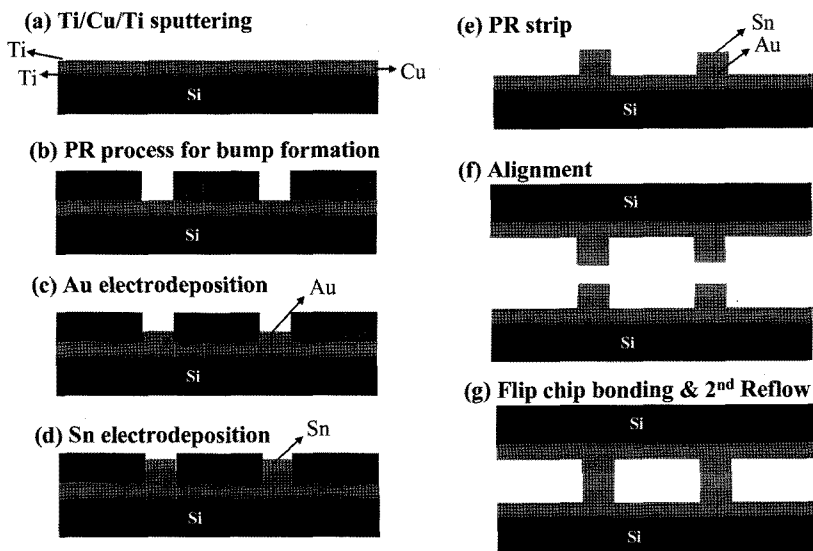 (a) Ti/Cu/Ti sputtering
Ti
Ti
Cu
Si
(b) PR process for bump formation
Si
(c) Au electrodeposition
Au
Si
(d) Sn electrodeposition
Sn
Si
(e) PR strip
Sn
Au
Si
(f) Alignment
Si
Si
(g) Flip chip bonding & 2nd Reflow
Si
Si